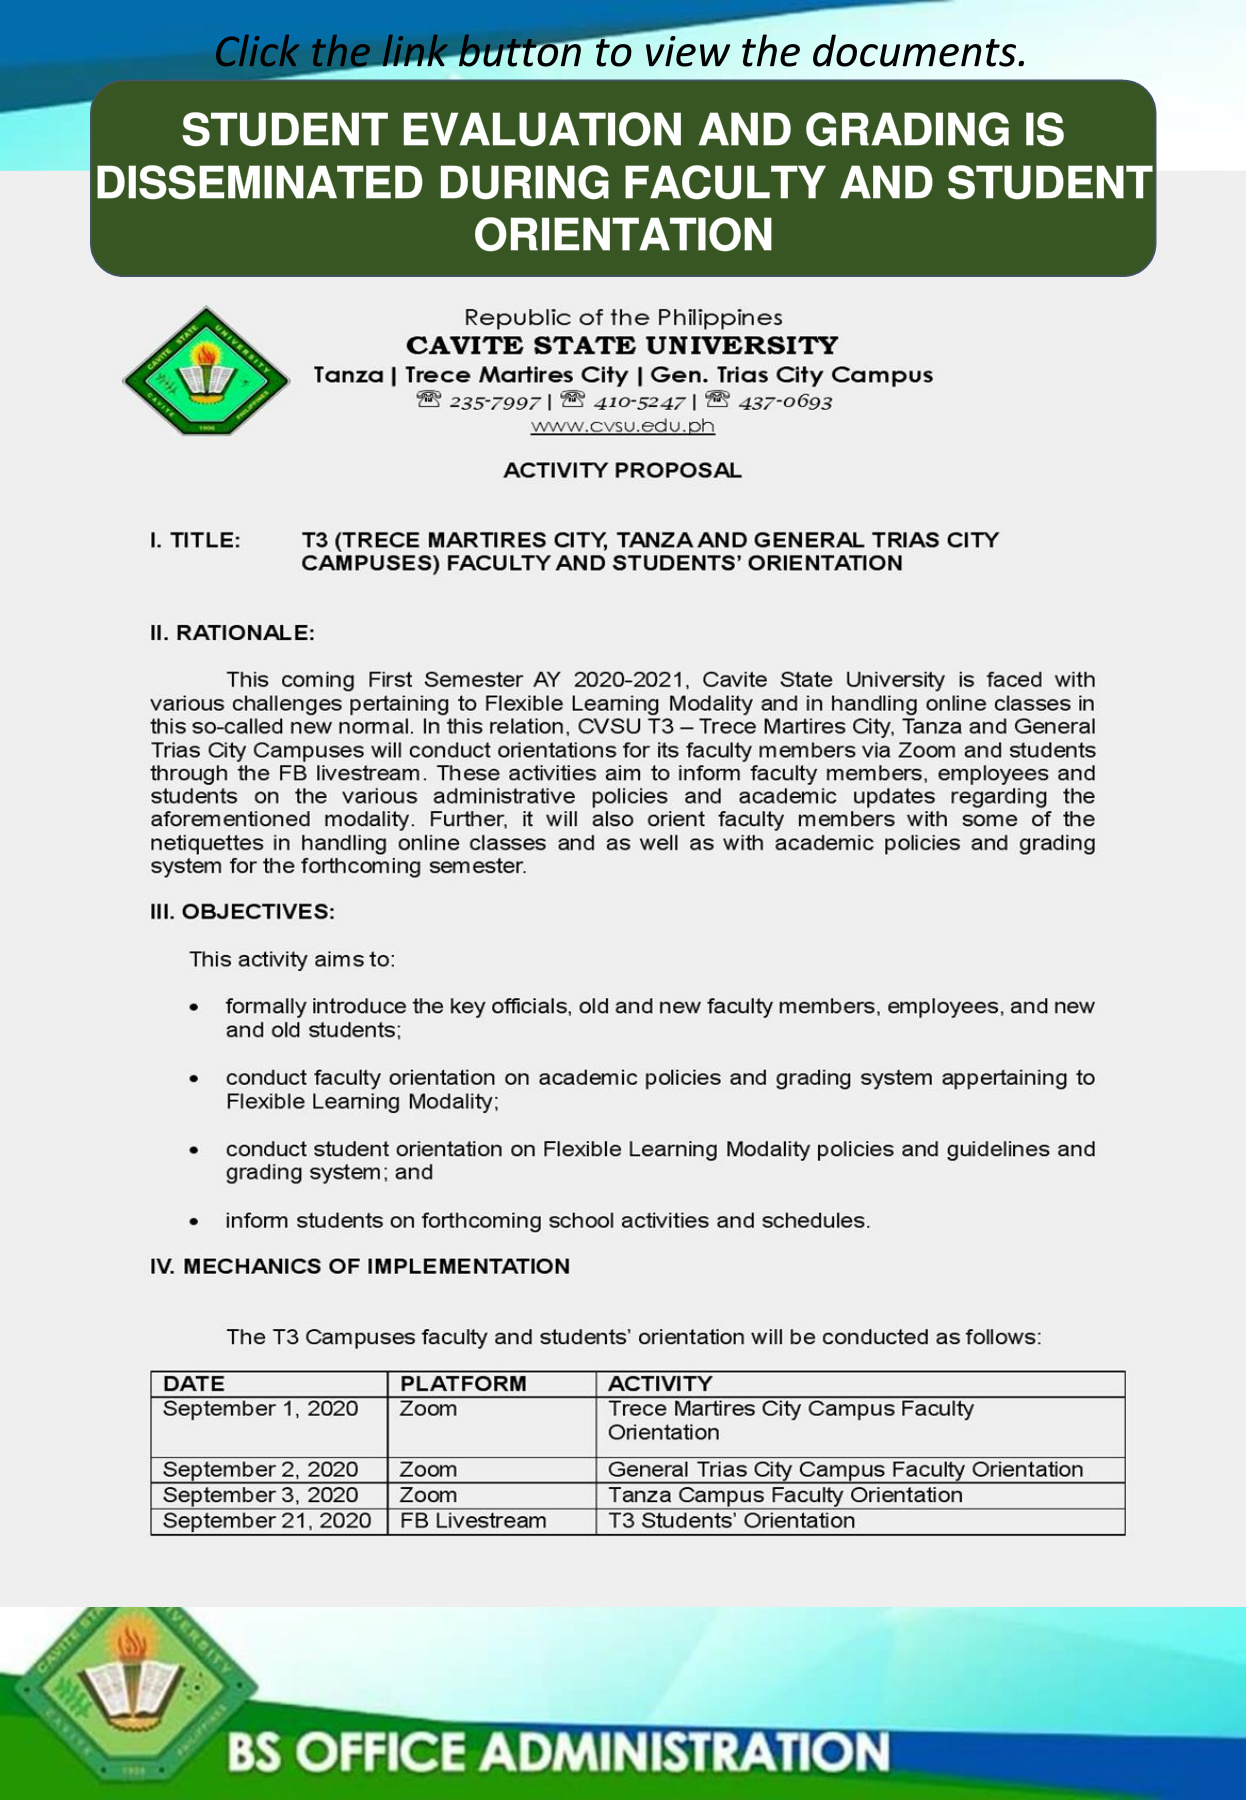 Click the link button to view the documents.
STUDENT EVALUATION AND GRADING IS
DISSEMINATED DURING FACULTY AND STUDENT
ORIENTATION
CAVITE STATE UNIVERSITY
CAVITE PHILIPPINES
1906
Republic of the Philippines
CAVITE STATE UNIVERSITY
Tanza | Trece Martires City | Gen. Trias City Campus
☏ 235-7997 | ☏ 410-5247 | ☏ 437-0693
www.cvsu.edu.ph
ACTIVITY PROPOSAL
I. TITLE: T3 (TRECE MARTIRES CITY, TANZA AND GENERAL TRIAS CITY
CAMPUSES) FACULTY AND STUDENTS' ORIENTATION
II. RATIONALE:
This coming First Semester AY 2020-2021, Cavite State University is faced with
various challenges pertaining to Flexible Learning Modality and in handling online classes in
this so-called new normal. In this relation, CVSU T3 – Trece Martires City, Tanza and General
Trias City Campuses will conduct orientations for its faculty members via Zoom and students
through the FB livestream. These activities aim to inform faculty members, employees and
students on the various administrative policies and academic updates regarding the
aforementioned modality. Further, it will also orient faculty members with some of the
netiquettes in handling online classes and as well as with academic policies and grading
system for the forthcoming semester.
III. OBJECTIVES:
This activity aims to:
• formally introduce the key officials, old and new faculty members, employees, and new
and old students;
• conduct faculty orientation on academic policies and grading system appertaining to
Flexible Learning Modality;
• conduct student orientation on Flexible Learning Modality policies and guidelines and
grading system; and
• inform students on forthcoming school activities and schedules.
IV. MECHANICS OF IMPLEMENTATION
The T3 Campuses faculty and students' orientation will be conducted as follows:
DATE PLATFORM ACTIVITY
September 1, 2020 Zoom Trece Martires City Campus Faculty
Orientation
September 2, 2020 Zoom General Trias City Campus Faculty Orientation
September 3, 2020 Zoom Tanza Campus Faculty Orientation
September 21, 2020 FB Livestream T3 Students' Orientation
CAVITE
PHILIPPINES
1906
BS OFFICE ADMINISTRATION